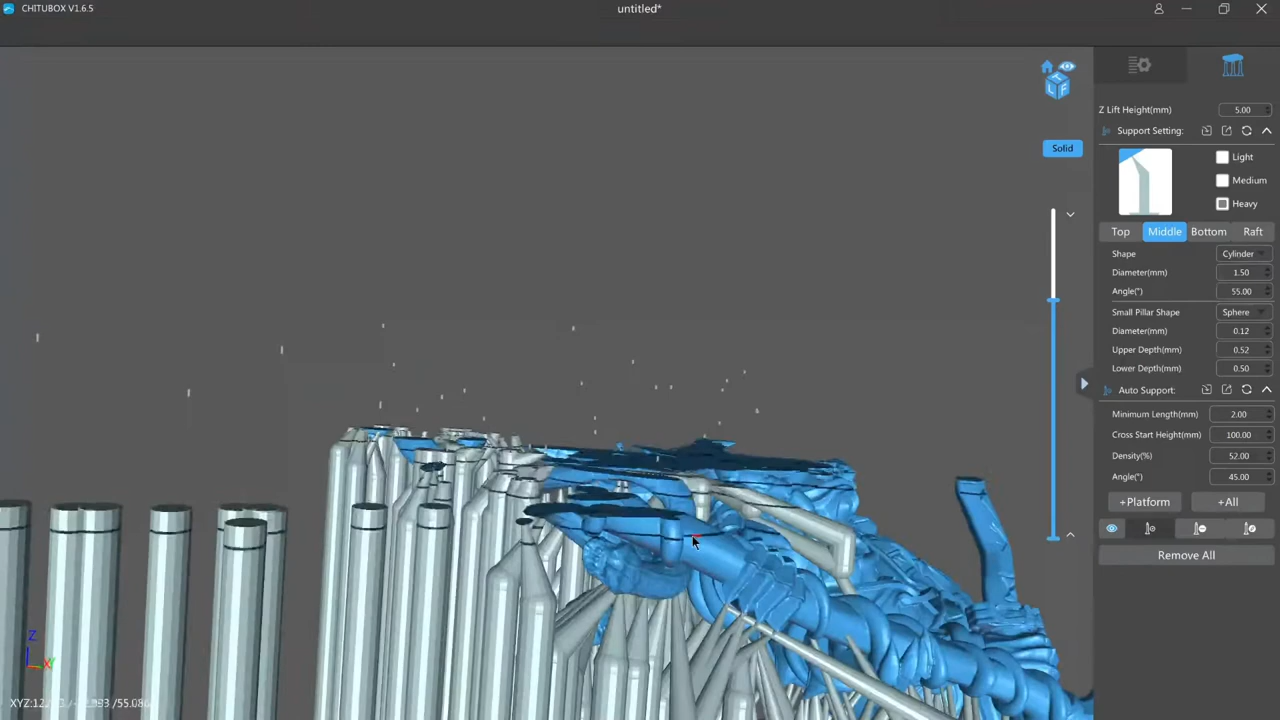 CHITUBOX V1.6.5
untitled*
Z Lift Height(mm) 5.00
Support Setting:
Light
Medium
Heavy
Top Middle Bottom Raft
Shape Cylinder
Diameter(mm) 1.50
Angle(°) 55.00
Small Pillar Shape Sphere
Diameter(mm) 0.12
Upper Depth(mm) 0.52
Lower Depth(mm) 0.50
Auto Support:
Minimum Length(mm) 2.00
Cross Start Height(mm) 100.00
Density(%) 52.00
Angle(°) 45.00
+Platform +All
Remove All
Solid
L F
Z
X Y